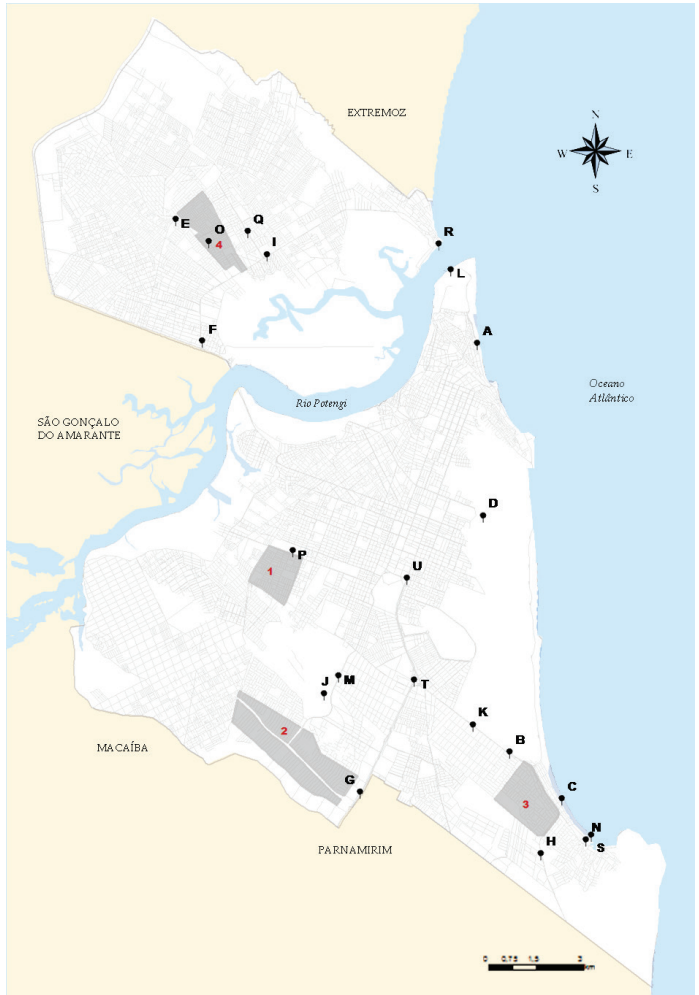 EXTREMOZ
N
W E
S
E
O
4
Q
I
R
L
F
A
Rio Potengi
Oceano
Atlântico
SÃO GONÇALO
DO AMARANTE
D
P
1
U
J
M
T
K
2
MACAÍBA
B
G
3
C
N
S
H
PARNAMIRIM
0 0,75 1,5 3
km